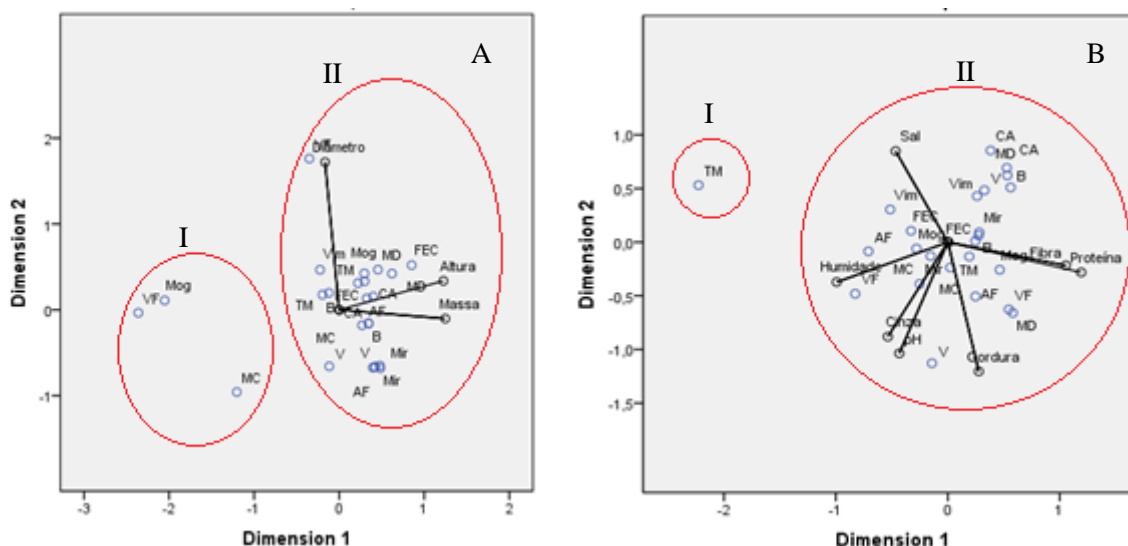 A
II
I
Diâmetro
Vim Mog MD FEC
TM Altura
FEC CA MD Massa
TM B CA AF
MC V V B Mir
AF Mir
VF Mog
MC
2
1
0
-1
-3 -2 -1 0 1 2
Dimension 2
Dimension 1
B
II
I
TM
Sal
CA
MD CA
Vim V B
Vim
FEC Mir
AF Mog FEC B
Humidade MC Mir TM Mog Fibra Proteína
VF MC AF VF
Cinza MD
pH
V Gordura
1,0
0,5
0,0
-0,5
-1,0
-1,5
-2 -1 0 1
Dimension 2
Dimension 1